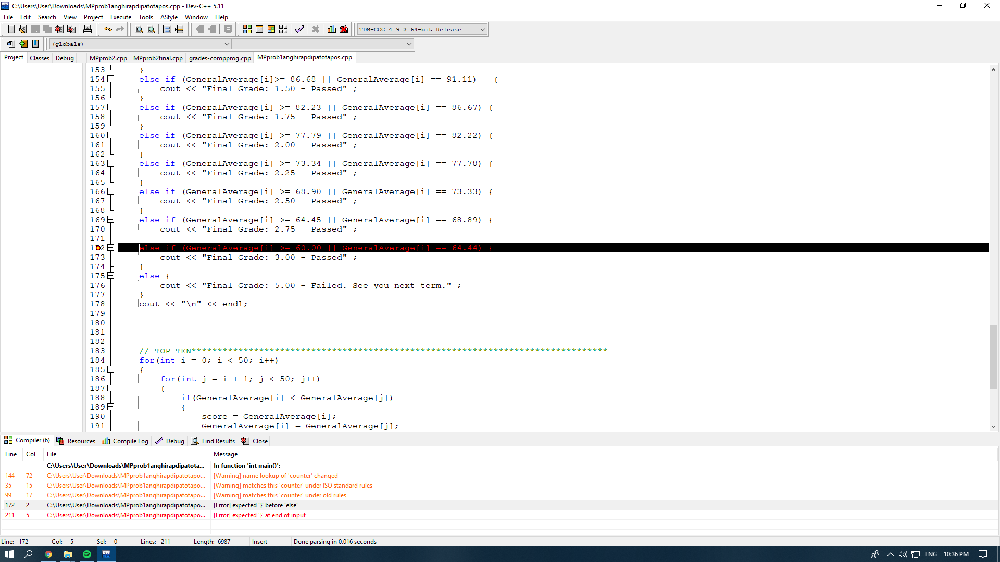 C:\Users\User\Downloads\MPprob1anghirapdipatotapos.cpp - Dev-C++ 5.11
File Edit Search View Project Execute Tools AStyle Window Help
TDM-GCC 4.9.2 64-bit Release
(globals)
Project Classes Debug MPprob2.cpp MPprob2final.cpp grades-compprog.cpp MPprob1anghirapdipatotapos.cpp
153 }
154 else if (GeneralAverage[i]>= 86.68 || GeneralAverage[i] == 91.11) {
155 cout << "Final Grade: 1.50 - Passed" ;
156 }
157 else if (GeneralAverage[i] >= 82.23 || GeneralAverage[i] == 86.67) {
158 cout << "Final Grade: 1.75 - Passed" ;
159 }
160 else if (GeneralAverage[i] >= 77.79 || GeneralAverage[i] == 82.22) {
161 cout << "Final Grade: 2.00 - Passed" ;
162 }
163 else if (GeneralAverage[i] >= 73.34 || GeneralAverage[i] == 77.78) {
164 cout << "Final Grade: 2.25 - Passed" ;
165 }
166 else if (GeneralAverage[i] >= 68.90 || GeneralAverage[i] == 73.33) {
167 cout << "Final Grade: 2.50 - Passed" ;
168 }
169 else if (GeneralAverage[i] >= 64.45 || GeneralAverage[i] == 68.89) {
170 cout << "Final Grade: 2.75 - Passed" ;
171
172 else if (GeneralAverage[i] >= 60.00 || GeneralAverage[i] == 64.44) {
173 cout << "Final Grade: 3.00 - Passed" ;
174 }
175 else {
176 cout << "Final Grade: 5.00 - Failed. See you next term." ;
177 }
178 cout << "\n" << endl;
179
180
181
182
183 // TOP TEN********************************************************************************
184 for(int i = 0; i < 50; i++)
185 {
186 for(int j = i + 1; j < 50; j++)
187 {
188 if(GeneralAverage[i] < GeneralAverage[j])
189 {
190 score = GeneralAverage[i];
191 GeneralAverage[i] = GeneralAverage[j];
Compiler (6) Resources Compile Log Debug Find Results Close
Line Col File Message
C:\Users\User\Downloads\MPprob1anghirapdipatota... In function 'int main()':
144 72 C:\Users\User\Downloads\MPprob1anghirapdipatotapo... [Warning] name lookup of 'counter' changed
35 15 C:\Users\User\Downloads\MPprob1anghirapdipatotapo... [Warning] matches this 'counter' under ISO standard rules
99 17 C:\Users\User\Downloads\MPprob1anghirapdipatotapo... [Warning] matches this 'counter' under old rules
172 2 C:\Users\User\Downloads\MPprob1anghirapdipatotapo... [Error] expected '}' before 'else'
211 5 C:\Users\User\Downloads\MPprob1anghirapdipatotapo... [Error] expected '}' at end of input
Line: 172 Col: 5 Sel: 0 Lines: 211 Length: 6987 Insert Done parsing in 0.016 seconds
ENG 10:36 PM